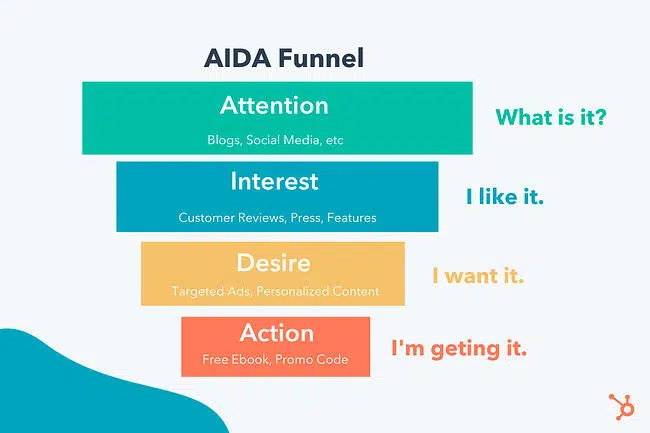 AIDA Funnel
Attention
Blogs, Social Media, etc
What is it?
Interest
Customer Reviews, Press, Features
I like it.
Desire
Targeted Ads, Personalized Content
I want it.
Action
Free Ebook, Promo Code
I'm geting it.